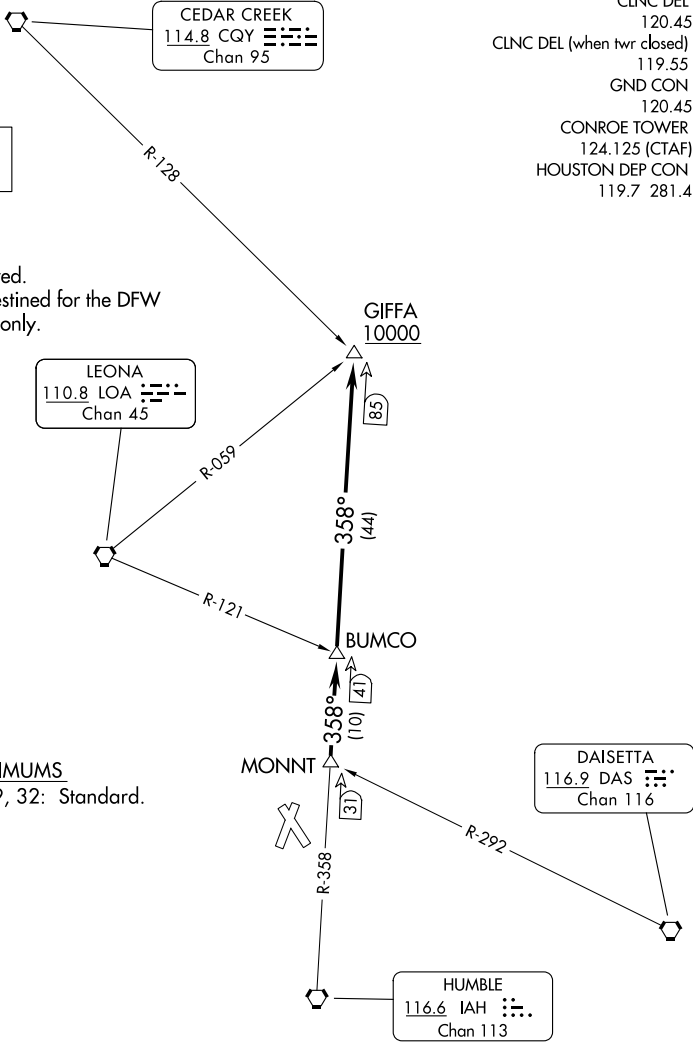 CEDAR CREEK
114.8 CQY
Chan 95
CLNC DEL
120.45
CLNC DEL (when twr closed)
119.55
GND CON
120.45
CONROE TOWER
124.125 (CTAF)
HOUSTON DEP CON
119.7 281.4
R-128
ed.
estined for the DFW
only.
GIFFA
10000
85
LEONA
110.8 LOA
Chan 45
R-059
358°
(44)
R-121
BUMCO
41
358°
(10)
MONNT
31
IMUMS
9, 32: Standard.
DAISETTA
116.9 DAS
Chan 116
R-292
R-358
HUMBLE
116.6 IAH
Chan 113